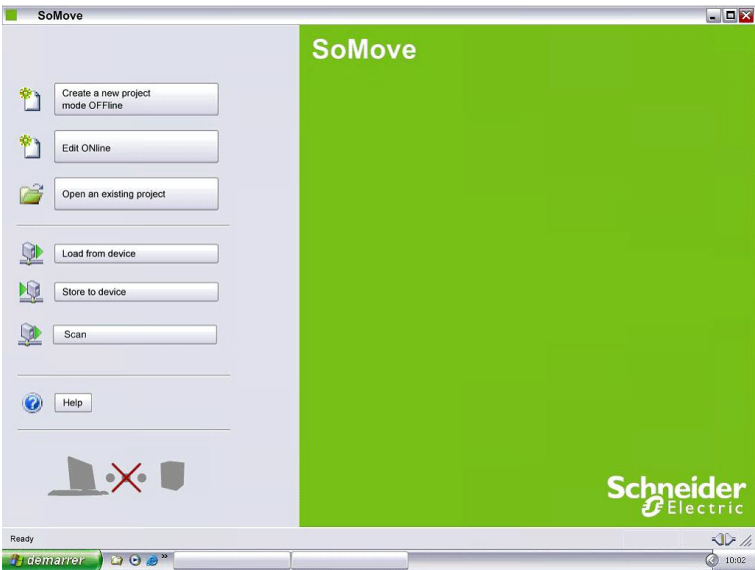 SoMove
SoMove
Create a new project
mode OFFline
Edit ONline
Open an existing project
Load from device
Store to device
Scan
Help
Schneider
Electric
Ready
démarrer
»
10:02